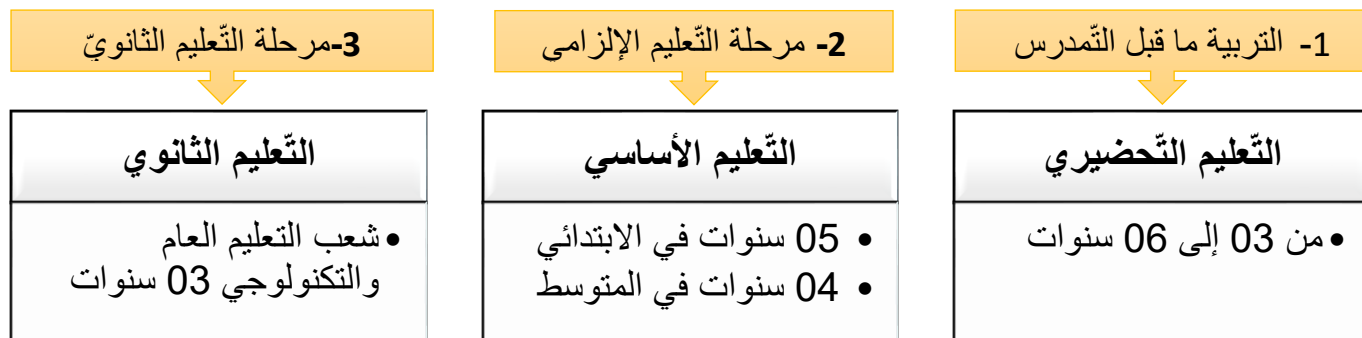 1- التربية ما قبل التّمدرس
2- مرحلة التّعليم الإلزامي
3-مرحلة التّعليم الثانويّ
التّعليم التّحضيري
• من 03 إلى 06 سنوات
التّعليم الأساسي
• 05 سنوات في الابتدائي
• 04 سنوات في المتوسط
التّعليم الثانوي
• شعب التعليم العام
والتكنولوجي 03 سنوات